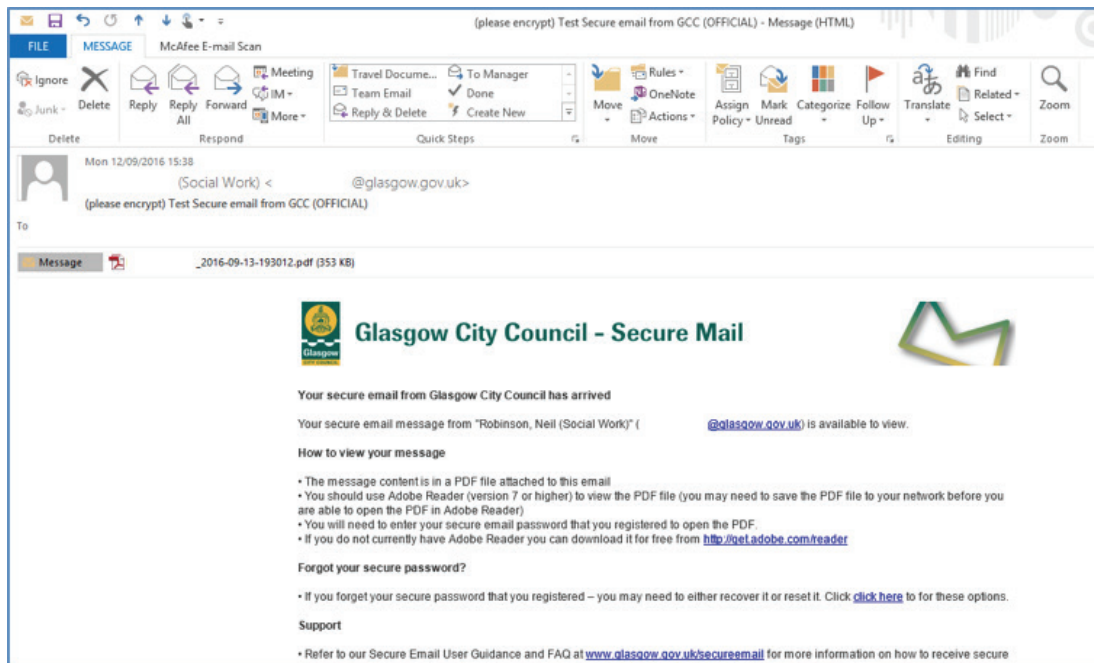 (please encrypt) Test Secure email from GCC (OFFICIAL) - Message (HTML)
FILE MESSAGE McAfee E-mail Scan
Ignore
Junk
Delete
Reply
Reply All
Forward
Meeting
IM
More
Travel Docume...
Team Email
Reply & Delete
To Manager
Done
Create New
Move
Rules
OneNote
Actions
Assign Policy
Mark Unread
Categorize
Follow Up
Translate
Find
Related
Select
Zoom
Delete Respond Quick Steps Move Tags Editing Zoom
Mon 12/09/2016 15:38
(Social Work) < @glasgow.gov.uk>
(please encrypt) Test Secure email from GCC (OFFICIAL)
To
Message _2016-09-13-193012.pdf (353 KB)
Glasgow
CITY COUNCIL
Glasgow City Council - Secure Mail
Your secure email from Glasgow City Council has arrived
Your secure email message from "Robinson, Neil (Social Work)" ( @glasgow.gov.uk) is available to view.
How to view your message
• The message content is in a PDF file attached to this email
• You should use Adobe Reader (version 7 or higher) to view the PDF file (you may need to save the PDF file to your network before you
are able to open the PDF in Adobe Reader)
• You will need to enter your secure email password that you registered to open the PDF.
• If you do not currently have Adobe Reader you can download it for free from http://get.adobe.com/reader
Forgot your secure password?
• If you forget your secure password that you registered – you may need to either recover it or reset it. Click click here to for these options.
Support
• Refer to our Secure Email User Guidance and FAQ at www.glasgow.gov.uk/secureemail for more information on how to receive secure